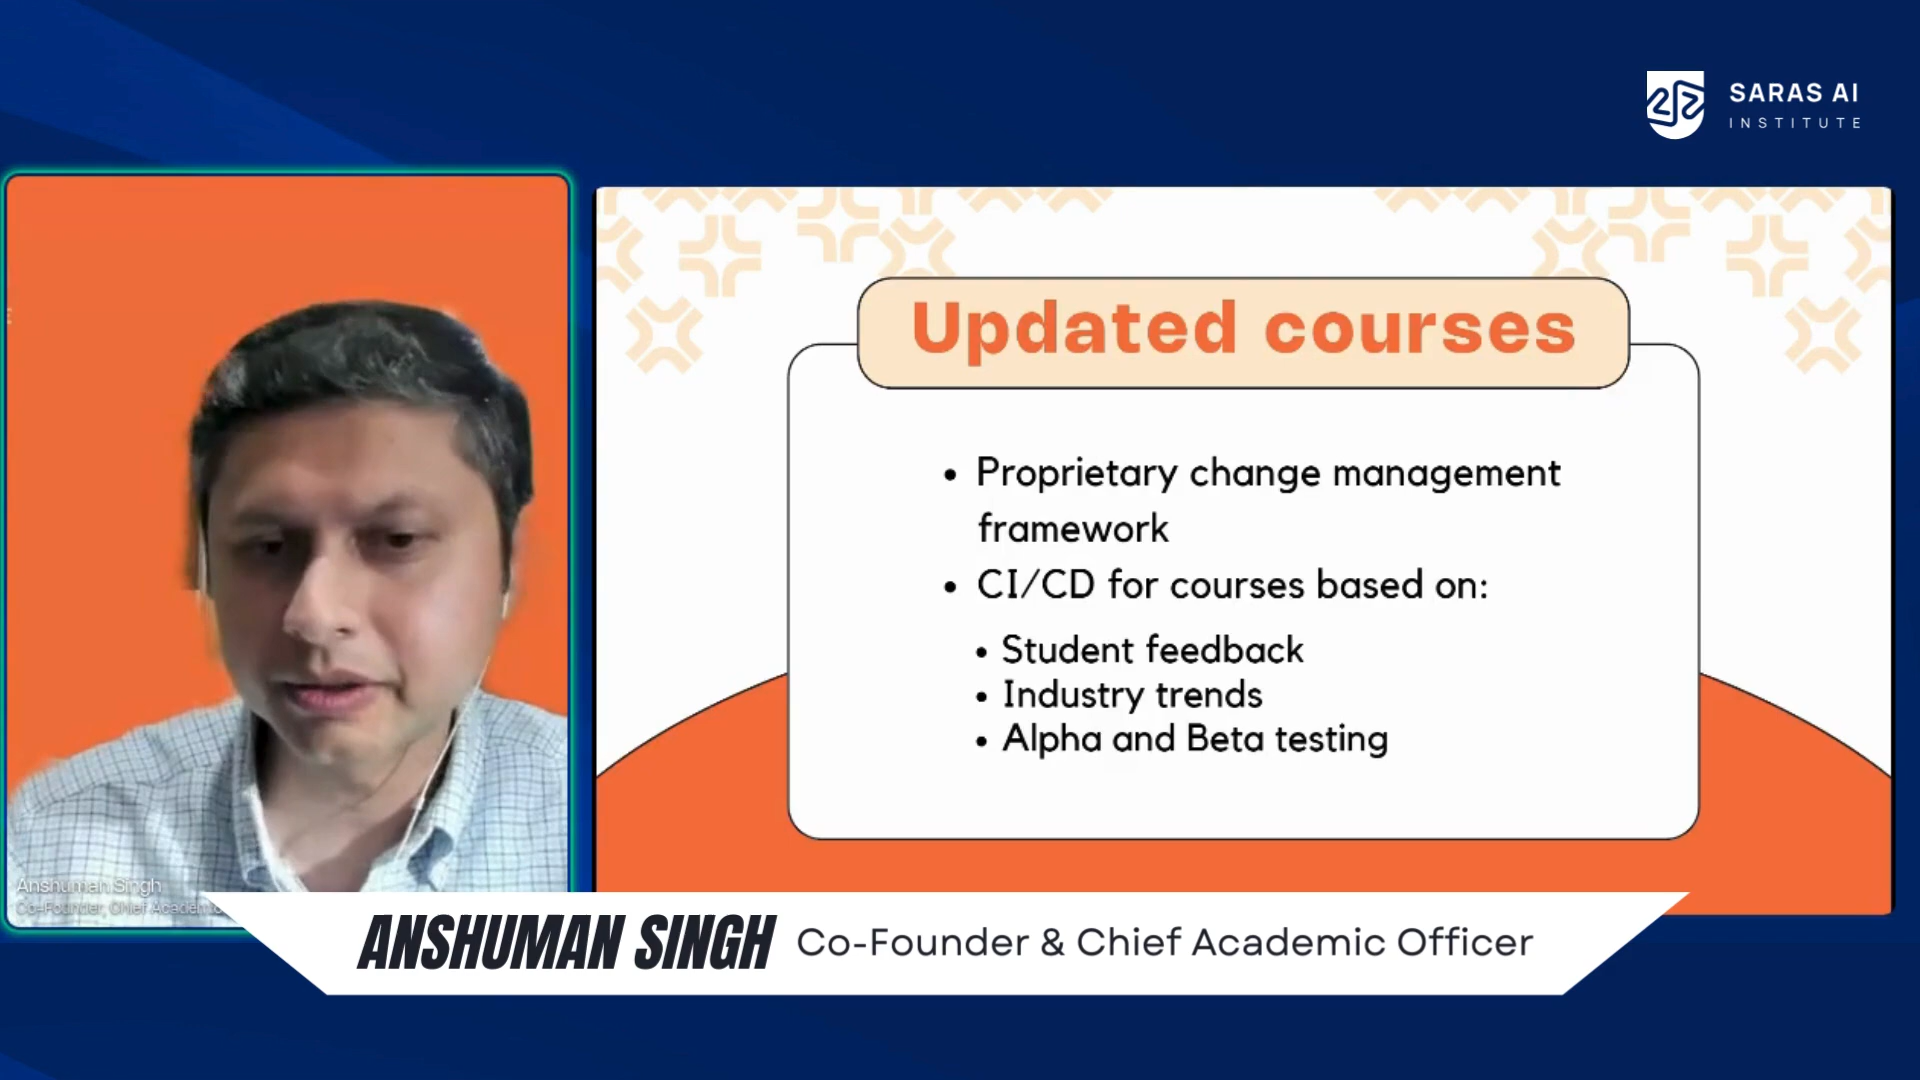 SARAS AI
INSTITUTE
Updated courses
• Proprietary change management
framework
• CI/CD for courses based on:
• Student feedback
• Industry trends
• Alpha and Beta testing
Anshuman Singh
Co-Founder, Chief Academic
ANSHUMAN SINGH Co-Founder & Chief Academic Officer